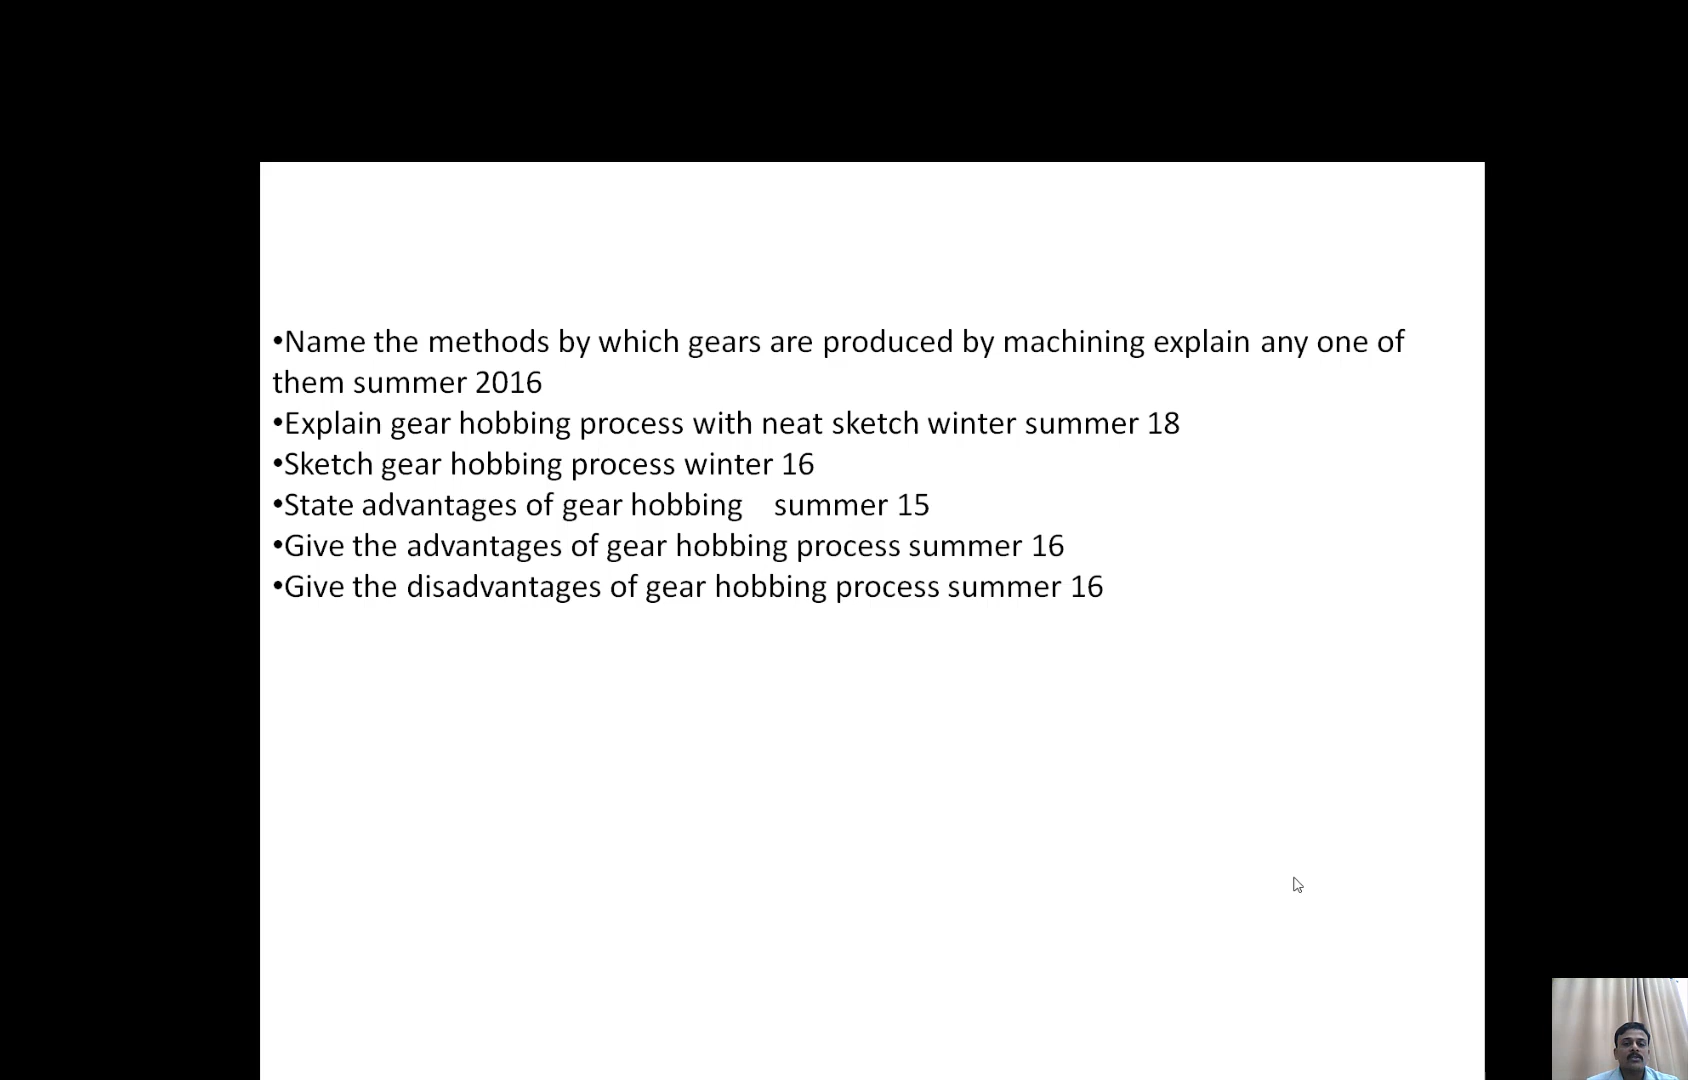 •Name the methods by which gears are produced by machining explain any one of
them summer 2016
•Explain gear hobbing process with neat sketch winter summer 18
•Sketch gear hobbing process winter 16
•State advantages of gear hobbing    summer 15
•Give the advantages of gear hobbing process summer 16
•Give the disadvantages of gear hobbing process summer 16